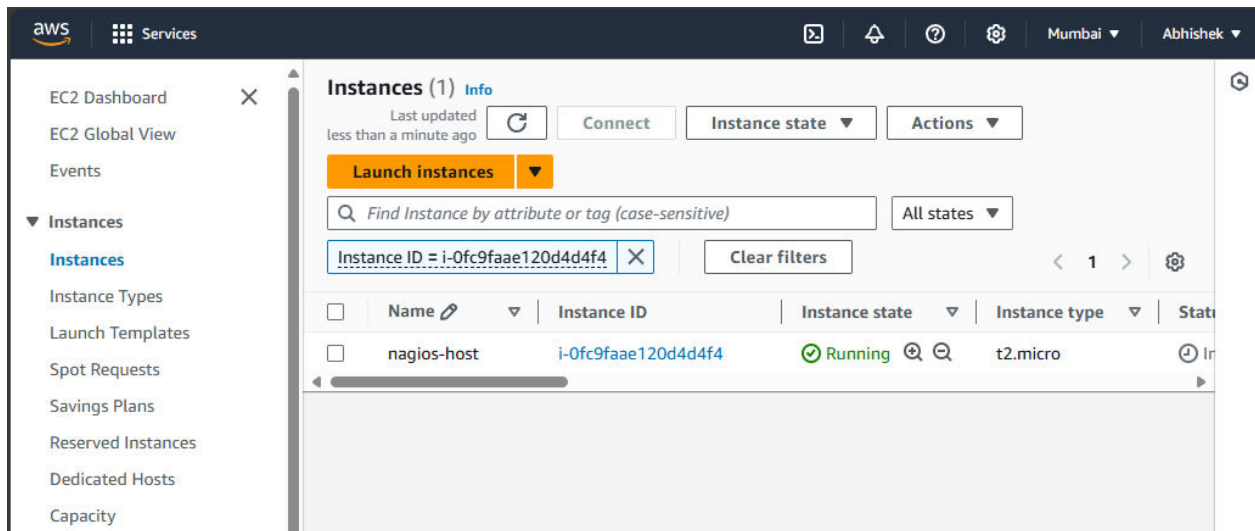 aws Services Mumbai Abhishek
EC2 Dashboard
EC2 Global View
Events
Instances
Instances
Instance Types
Launch Templates
Spot Requests
Savings Plans
Reserved Instances
Dedicated Hosts
Capacity
Instances (1) Info
Last updated
less than a minute ago
Connect Instance state Actions
Launch instances
Find Instance by attribute or tag (case-sensitive) All states
Instance ID = i-0fc9faae120d4d4f4 Clear filters 1
Name Instance ID Instance state Instance type
nagios-host i-0fc9faae120d4d4f4 Running t2.micro